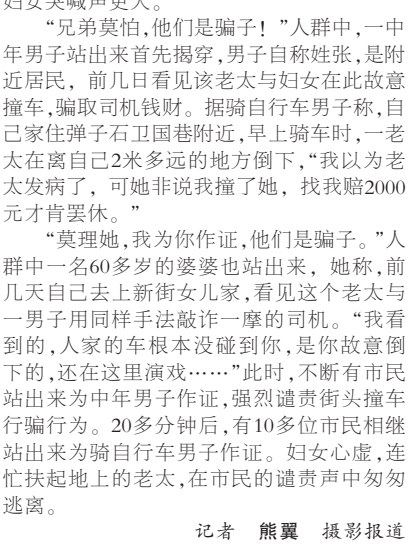 妇女哭喊声更大。
“兄弟莫怕,他们是骗子！”人群中,一中
年男子站出来首先揭穿,男子自称姓张,是附
近居民，前几日看见该老太与妇女在此故意
撞车,骗取司机钱财。据骑自行车男子称,自
己家住弹子石卫国巷附近,早上骑车时,一老
太在离自己2米多远的地方倒下,“我以为老
太发病了，可她非说我撞了她，找我赔2000
元才肯罢休。”
“莫理她,我为你作证,他们是骗子。”人
群中一名60多岁的婆婆也站出来，她称,前
几天自己去上新街女儿家,看见这个老太与
一男子用同样手法敲诈一摩的司机。“我看
到的,人家的车根本没碰到你,是你故意倒
下的,还在这里演戏……”此时,不断有市民
站出来为中年男子作证,强烈谴责街头撞车
行骗行为。20多分钟后,有10多位市民相继
站出来为骑自行车男子作证。妇女心虚,连
忙扶起地上的老太,在市民的谴责声中匆匆
逃离。
记者 熊翼 摄影报道